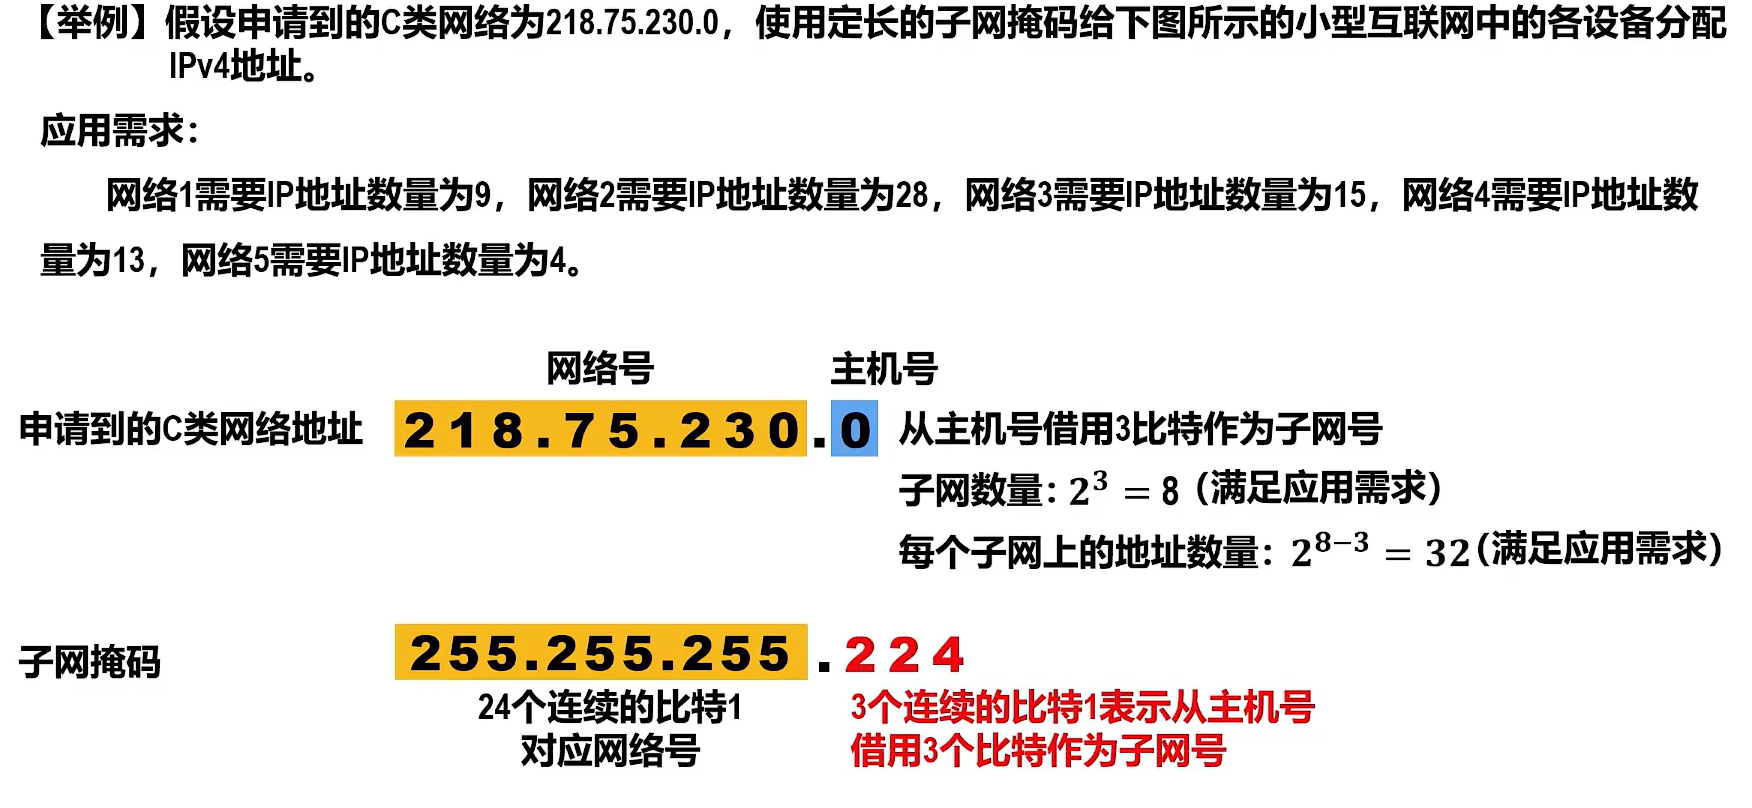 【举例】假设申请到的C类网络为218.75.230.0，使用定长的子网掩码给下图所示的小型互联网中的各设备分配
IPv4地址。
应用需求：
网络1需要IP地址数量为9，网络2需要IP地址数量为28，网络3需要IP地址数量为15，网络4需要IP地址数
量为13，网络5需要IP地址数量为4。
网络号 主机号
申请到的C类网络地址 218.75.230.0 从主机号借用3比特作为子网号
子网数量：2³ = 8（满足应用需求）
每个子网上的地址数量：2⁸⁻³ = 32（满足应用需求）
子网掩码 255.255.255.224
24个连续的比特1 3个连续的比特1表示从主机号
对应网络号 借用3个比特作为子网号